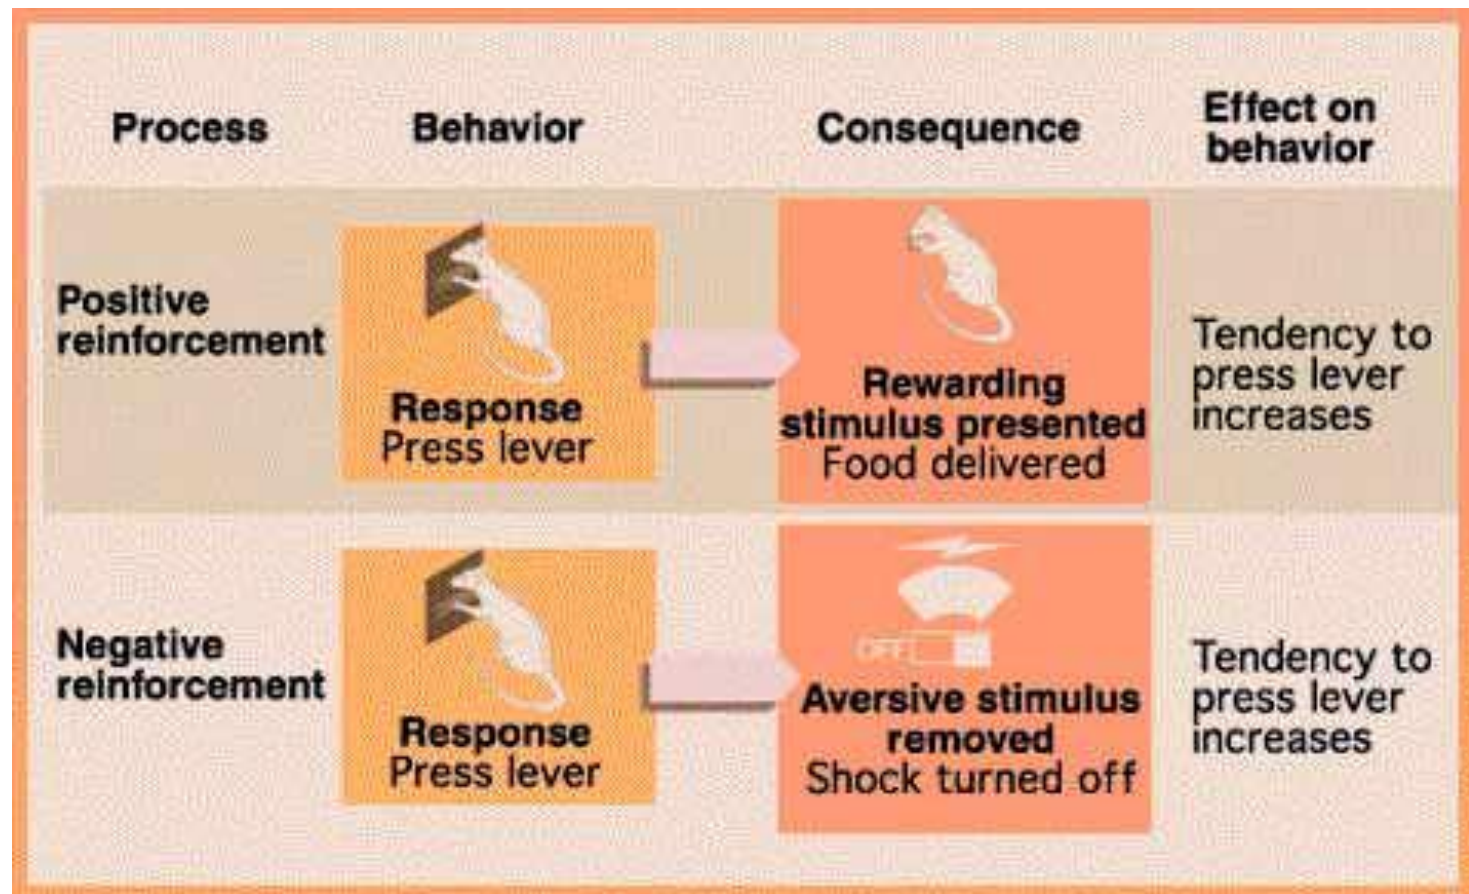 Process
Behavior
Consequence
Effect on
behavior
Positive
reinforcement
Response
Press lever
Rewarding
stimulus presented
Food delivered
Tendency to
press lever
increases
Negative
reinforcement
Response
Press lever
OFF
Aversive stimulus
removed
Shock turned off
Tendency to
press lever
increases